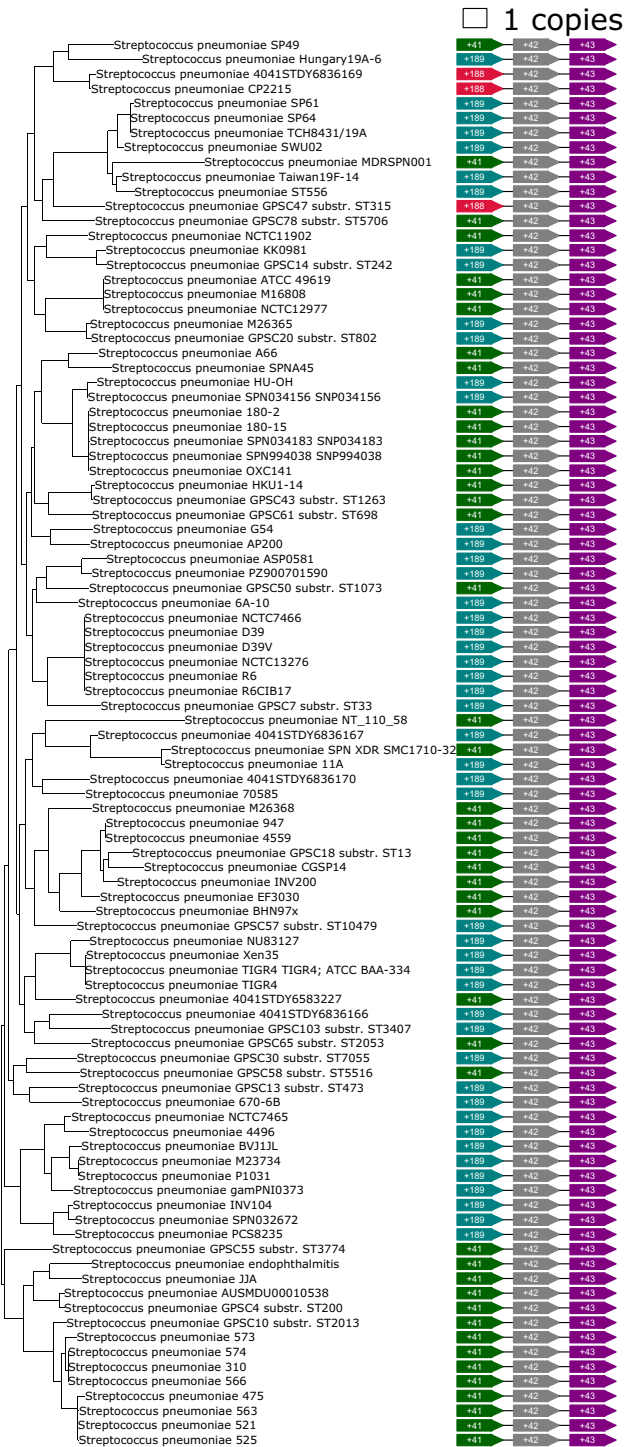 1 copies
Streptococcus pneumoniae SP49 +41 +42 +43
Streptococcus pneumoniae Hungary19A-6 +189 +42 +43
Streptococcus pneumoniae 4041STDY6836169 +188 +42 +43
Streptococcus pneumoniae CP2215 +188 +42 +43
Streptococcus pneumoniae SP61 +189 +42 +43
Streptococcus pneumoniae SP64 +189 +42 +43
Streptococcus pneumoniae TCH8431/19A +189 +42 +43
Streptococcus pneumoniae SWU02 +189 +42 +43
Streptococcus pneumoniae MDRSPN001 +41 +42 +43
Streptococcus pneumoniae Taiwan19F-14 +189 +42 +43
Streptococcus pneumoniae ST556 +189 +42 +43
Streptococcus pneumoniae GPSC47 substr. ST315 +188 +42 +43
Streptococcus pneumoniae GPSC78 substr. ST5706 +41 +42 +43
Streptococcus pneumoniae NCTC11902 +41 +42 +43
Streptococcus pneumoniae KK0981 +189 +42 +43
Streptococcus pneumoniae GPSC14 substr. ST242 +189 +42 +43
Streptococcus pneumoniae ATCC 49619 +41 +42 +43
Streptococcus pneumoniae M16808 +41 +42 +43
Streptococcus pneumoniae NCTC12977 +41 +42 +43
Streptococcus pneumoniae M26365 +189 +42 +43
Streptococcus pneumoniae GPSC20 substr. ST802 +189 +42 +43
Streptococcus pneumoniae A66 +41 +42 +43
Streptococcus pneumoniae SPNA45 +41 +42 +43
Streptococcus pneumoniae HU-OH +189 +42 +43
Streptococcus pneumoniae SPN034156 SNP034156 +189 +42 +43
Streptococcus pneumoniae 180-2 +41 +42 +43
Streptococcus pneumoniae 180-15 +41 +42 +43
Streptococcus pneumoniae SPN034183 SNP034183 +41 +42 +43
Streptococcus pneumoniae SPN994038 SNP994038 +41 +42 +43
Streptococcus pneumoniae OXC141 +41 +42 +43
Streptococcus pneumoniae HKU1-14 +41 +42 +43
Streptococcus pneumoniae GPSC43 substr. ST1263 +41 +42 +43
Streptococcus pneumoniae GPSC61 substr. ST698 +41 +42 +43
Streptococcus pneumoniae G54 +189 +42 +43
Streptococcus pneumoniae AP200 +189 +42 +43
Streptococcus pneumoniae ASP0581 +189 +42 +43
Streptococcus pneumoniae PZ900701590 +189 +42 +43
Streptococcus pneumoniae GPSC50 substr. ST1073 +41 +42 +43
Streptococcus pneumoniae 6A-10 +189 +42 +43
Streptococcus pneumoniae NCTC7466 +189 +42 +43
Streptococcus pneumoniae D39 +189 +42 +43
Streptococcus pneumoniae D39V +189 +42 +43
Streptococcus pneumoniae NCTC13276 +189 +42 +43
Streptococcus pneumoniae R6 +189 +42 +43
Streptococcus pneumoniae R6CIB17 +189 +42 +43
Streptococcus pneumoniae GPSC7 substr. ST33 +189 +42 +43
Streptococcus pneumoniae NT_110_58 +41 +42 +43
Streptococcus pneumoniae 4041STDY6836167 +189 +42 +43
Streptococcus pneumoniae SPN XDR SMC1710-32 +41 +42 +43
Streptococcus pneumoniae 11A +189 +42 +43
Streptococcus pneumoniae 4041STDY6836170 +189 +42 +43
Streptococcus pneumoniae 70585 +189 +42 +43
Streptococcus pneumoniae M26368 +41 +42 +43
Streptococcus pneumoniae 947 +41 +42 +43
Streptococcus pneumoniae 4559 +41 +42 +43
Streptococcus pneumoniae GPSC18 substr. ST13 +41 +42 +43
Streptococcus pneumoniae CGSP14 +41 +42 +43
Streptococcus pneumoniae INV200 +41 +42 +43
Streptococcus pneumoniae EF3030 +41 +42 +43
Streptococcus pneumoniae BHN97x +41 +42 +43
Streptococcus pneumoniae GPSC57 substr. ST10479 +189 +42 +43
Streptococcus pneumoniae NU83127 +189 +42 +43
Streptococcus pneumoniae Xen35 +189 +42 +43
Streptococcus pneumoniae TIGR4 TIGR4; ATCC BAA-334 +189 +42 +43
Streptococcus pneumoniae TIGR4 +189 +42 +43
Streptococcus pneumoniae 4041STDY6583227 +41 +42 +43
Streptococcus pneumoniae 4041STDY6836166 +189 +42 +43
Streptococcus pneumoniae GPSC103 substr. ST3407 +189 +42 +43
Streptococcus pneumoniae GPSC65 substr. ST2053 +41 +42 +43
Streptococcus pneumoniae GPSC30 substr. ST7055 +189 +42 +43
Streptococcus pneumoniae GPSC58 substr. ST5516 +41 +42 +43
Streptococcus pneumoniae GPSC13 substr. ST473 +189 +42 +43
Streptococcus pneumoniae 670-6B +189 +42 +43
Streptococcus pneumoniae NCTC7465 +189 +42 +43
Streptococcus pneumoniae 4496 +189 +42 +43
Streptococcus pneumoniae BVJ1JL +189 +42 +43
Streptococcus pneumoniae M23734 +189 +42 +43
Streptococcus pneumoniae P1031 +189 +42 +43
Streptococcus pneumoniae gamPNI0373 +189 +42 +43
Streptococcus pneumoniae INV104 +189 +42 +43
Streptococcus pneumoniae SPN032672 +189 +42 +43
Streptococcus pneumoniae PCS8235 +189 +42 +43
Streptococcus pneumoniae GPSC55 substr. ST3774 +41 +42 +43
Streptococcus pneumoniae endophthalmitis +41 +42 +43
Streptococcus pneumoniae JJA +41 +42 +43
Streptococcus pneumoniae AUSMDU00010538 +41 +42 +43
Streptococcus pneumoniae GPSC4 substr. ST200 +41 +42 +43
Streptococcus pneumoniae GPSC10 substr. ST2013 +41 +42 +43
Streptococcus pneumoniae 573 +41 +42 +43
Streptococcus pneumoniae 574 +41 +42 +43
Streptococcus pneumoniae 310 +41 +42 +43
Streptococcus pneumoniae 566 +41 +42 +43
Streptococcus pneumoniae 475 +41 +42 +43
Streptococcus pneumoniae 563 +41 +42 +43
Streptococcus pneumoniae 521 +41 +42 +43
Streptococcus pneumoniae 525 +41 +42 +43